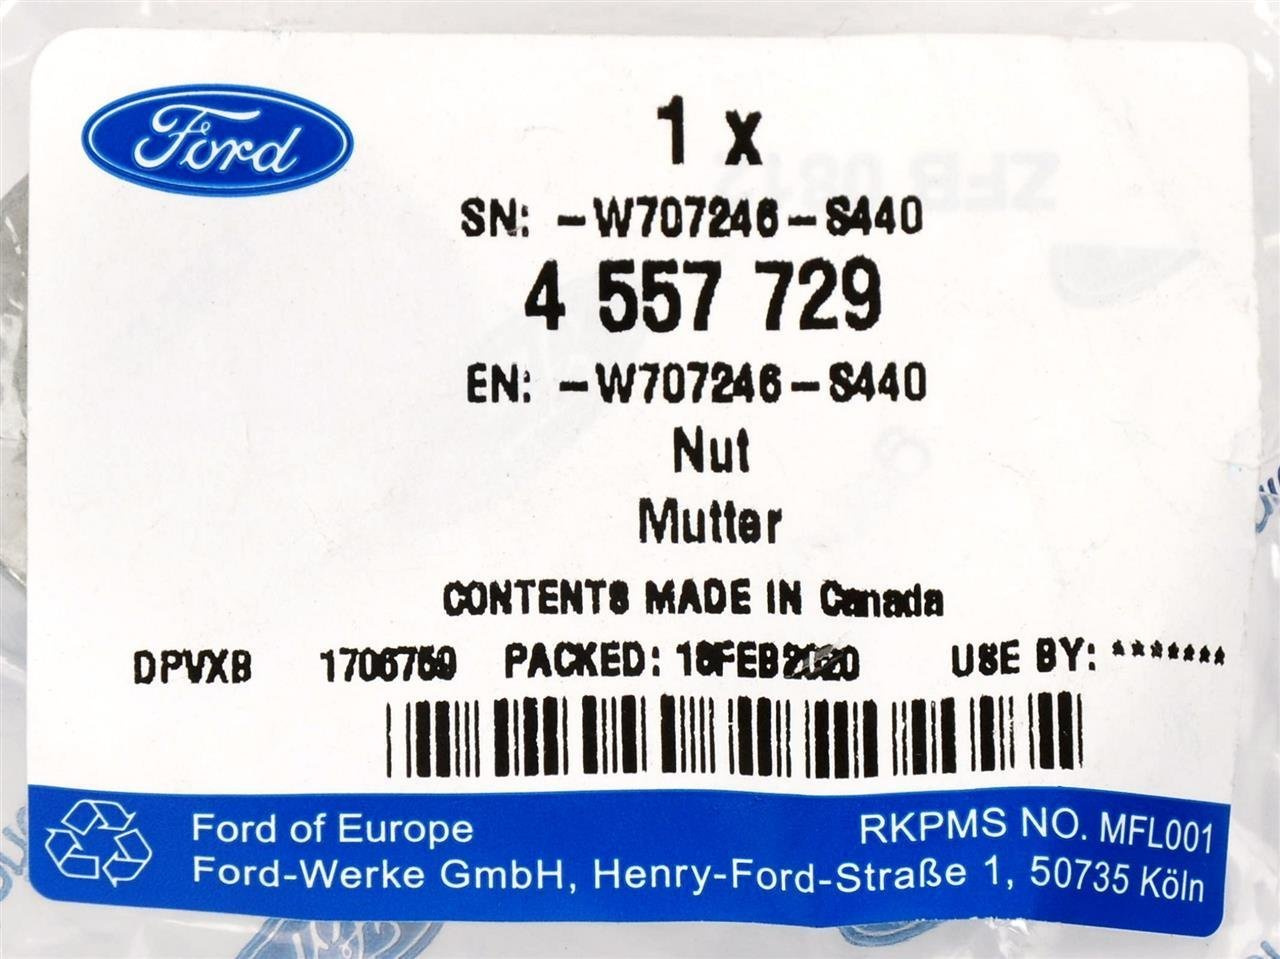 Ford
1 x
SN: -W707246-S440
4 557 729
EN: -W707246-S440
Nut
Mutter
CONTENTS MADE IN Canada
DPVXB 1706759 PACKED: 18FEB2020 USE BY: ********
Ford of Europe RKPMS NO. MFL001
Ford-Werke GmbH, Henry-Ford-Straße 1, 50735 Köln